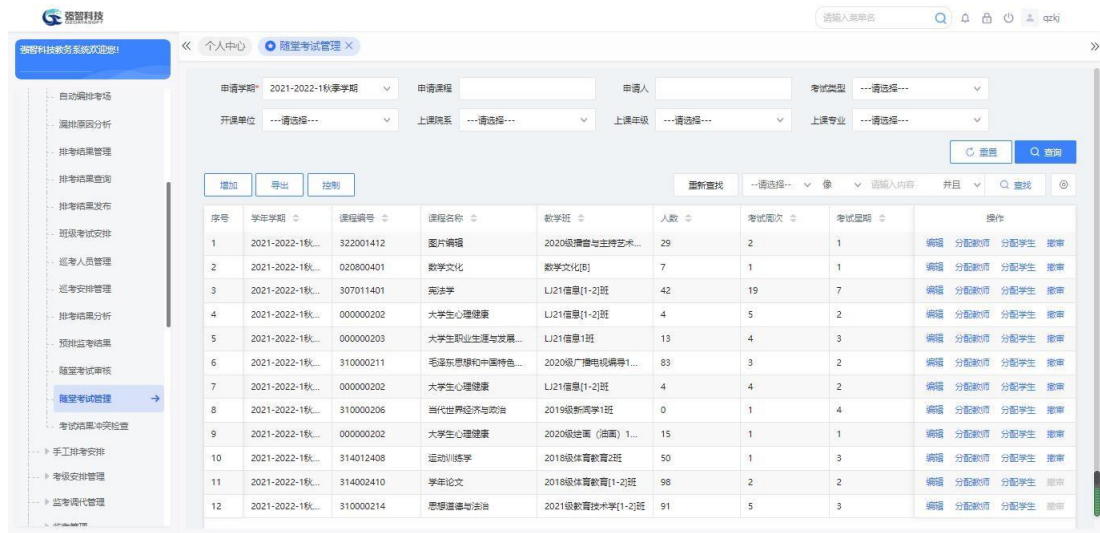 强智科技
QZDATASOFT
请输入菜单名
qzkj
强智科技教务系统欢迎您!
个人中心 随堂考试管理
自动编排考场
漏排原因分析
排考结果管理
排考结果查询
排考结果发布
班级考试安排
巡考人员管理
巡考安排管理
排考结果分析
预排监考结果
随堂考试审核
随堂考试管理
考试结果冲突检查
手工排考安排
考级安排管理
监考调代管理
申请学期* 2021-2022-1秋季学期 申请课程 申请人 考试类型 ---请选择---
开课单位 ---请选择--- 上课院系 ---请选择--- 上课年级 ---请选择--- 上课专业 ---请选择---
重置 查询
增加 导出 控制 重新查找 --请选择-- 像 请输入内容 并且 查找
序号 学年学期 课程编号 课程名称 教学班 人数 考试周次 考试星期 操作
1 2021-2022-1秋... 322001412 图片编辑 2020级播音与主持艺术... 29 2 1 编辑 分配教师 分配学生 撤审
2 2021-2022-1秋... 020800401 数学文化 数学文化[B] 7 1 1 编辑 分配教师 分配学生 撤审
3 2021-2022-1秋... 307011401 宪法学 LJ21信息[1-2]班 42 19 7 编辑 分配教师 分配学生 撤审
4 2021-2022-1秋... 000000202 大学生心理健康 LJ21信息[1-2]班 4 5 2 编辑 分配教师 分配学生 撤审
5 2021-2022-1秋... 000000203 大学生职业生涯与发展... LJ21信息1班 13 4 3 编辑 分配教师 分配学生 撤审
6 2021-2022-1秋... 310000211 毛泽东思想和中国特色... 2020级广播电视编导1... 83 3 2 编辑 分配教师 分配学生 撤审
7 2021-2022-1秋... 000000202 大学生心理健康 LJ21信息[1-2]班 4 4 2 编辑 分配教师 分配学生 撤审
8 2021-2022-1秋... 310000206 当代世界经济与政治 2019级新闻学1班 0 1 4 编辑 分配教师 分配学生 撤审
9 2021-2022-1秋... 000000202 大学生心理健康 2020级绘画（油画）1... 15 1 1 编辑 分配教师 分配学生 撤审
10 2021-2022-1秋... 314012408 运动训练学 2018级体育教育2班 50 1 3 编辑 分配教师 分配学生 撤审
11 2021-2022-1秋... 314002410 学年论文 2018级体育教育[1-2]班 98 2 2 编辑 分配教师 分配学生 撤审
12 2021-2022-1秋... 310000214 思想道德与法治 2021级教育技术学[1-2]班 91 5 3 编辑 分配教师 分配学生 撤审